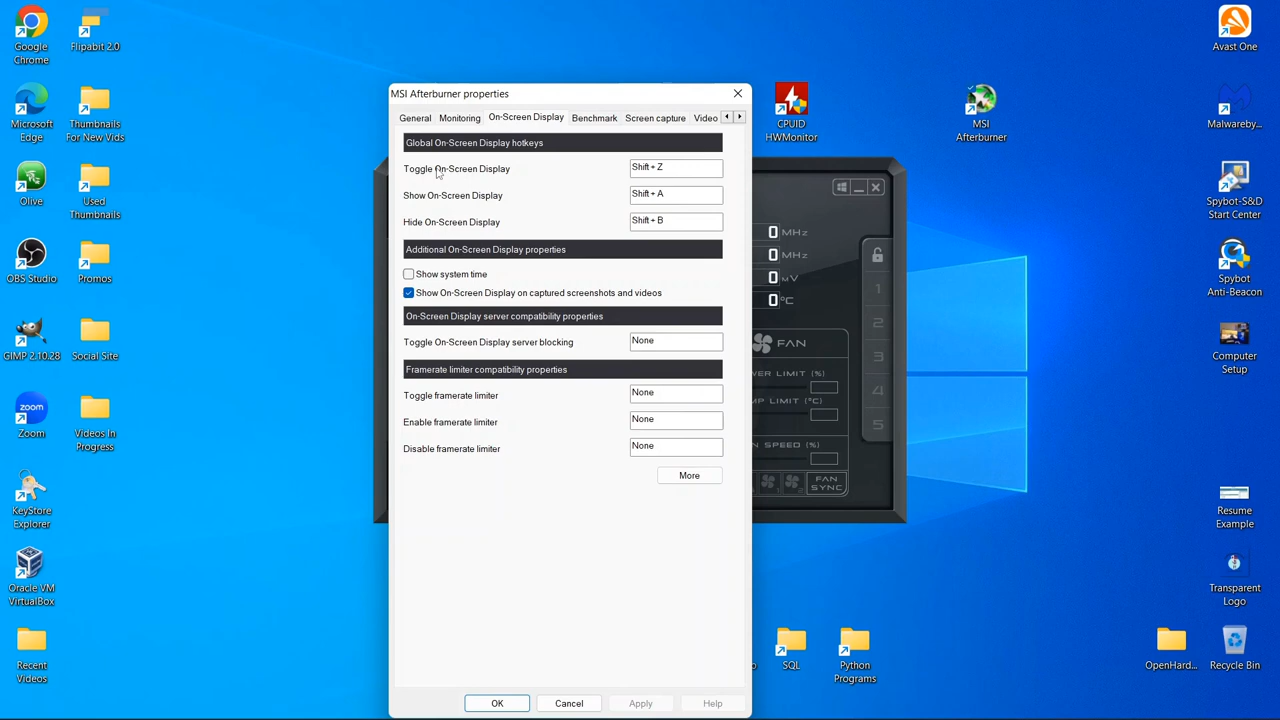 Google
Chrome
Flipabit 2.0
Avast One
Microsoft
Edge
Thumbnails
For New Vids
CPUID
HWMonitor
MSI
Afterburner
Malwareby...
Olive
Used
Thumbnails
Spybot-S&D
Start Center
OBS Studio
Promos
Spybot
Anti-Beacon
GIMP 2.10.28
Social Site
Computer
Setup
Zoom
Videos In
Progress
KeyStore
Explorer
Resume
Example
Oracle VM
VirtualBox
Transparent
Logo
Recent
Videos
SQL
Python
Programs
OpenHard...
Recycle Bin
MSI Afterburner properties
General
Monitoring
On-Screen Display
Benchmark
Screen capture
Video
Global On-Screen Display hotkeys
Toggle On-Screen Display
Shift + Z
Show On-Screen Display
Shift + A
Hide On-Screen Display
Shift + B
Additional On-Screen Display properties
Show system time
Show On-Screen Display on captured screenshots and videos
On-Screen Display server compatibility properties
Toggle On-Screen Display server blocking
None
Framerate limiter compatibility properties
Toggle framerate limiter
None
Enable framerate limiter
None
Disable framerate limiter
None
More
OK
Cancel
Apply
Help
0 MHz
0 MHz
0 mV
0 °C
1
2
3
4
5
FAN
LIMIT (%)
LIMIT (°C)
SPEED (%)
FAN
SYNC